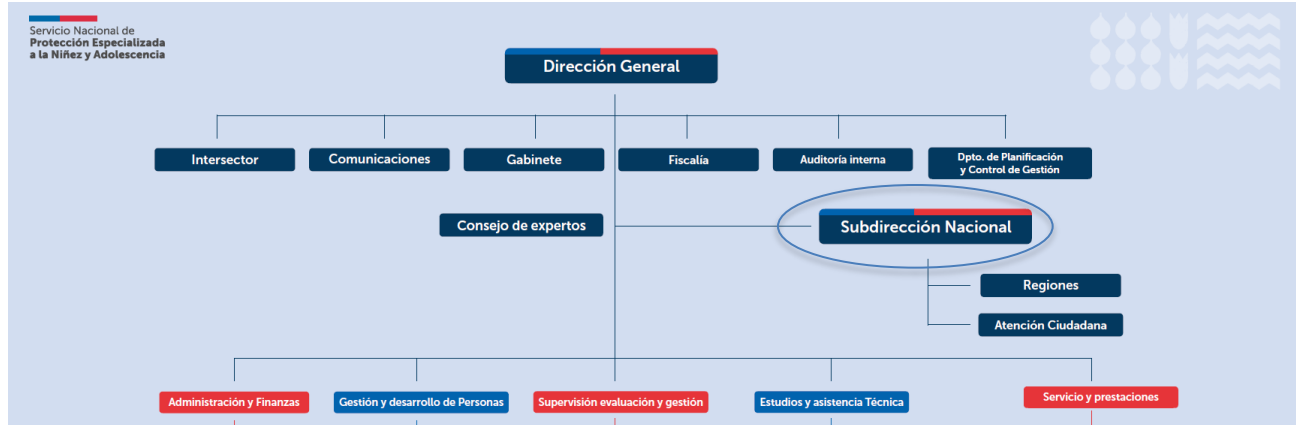 Servicio Nacional de
Protección Especializada
a la Niñez y Adolescencia
Dirección General
Intersector
Comunicaciones
Gabinete
Fiscalía
Auditoría interna
Dpto. de Planificación
y Control de Gestión
Consejo de expertos
Subdirección Nacional
Regiones
Atención Ciudadana
Administración y Finanzas
Gestión y desarrollo de Personas
Supervisión evaluación y gestión
Estudios y asistencia Técnica
Servicio y prestaciones